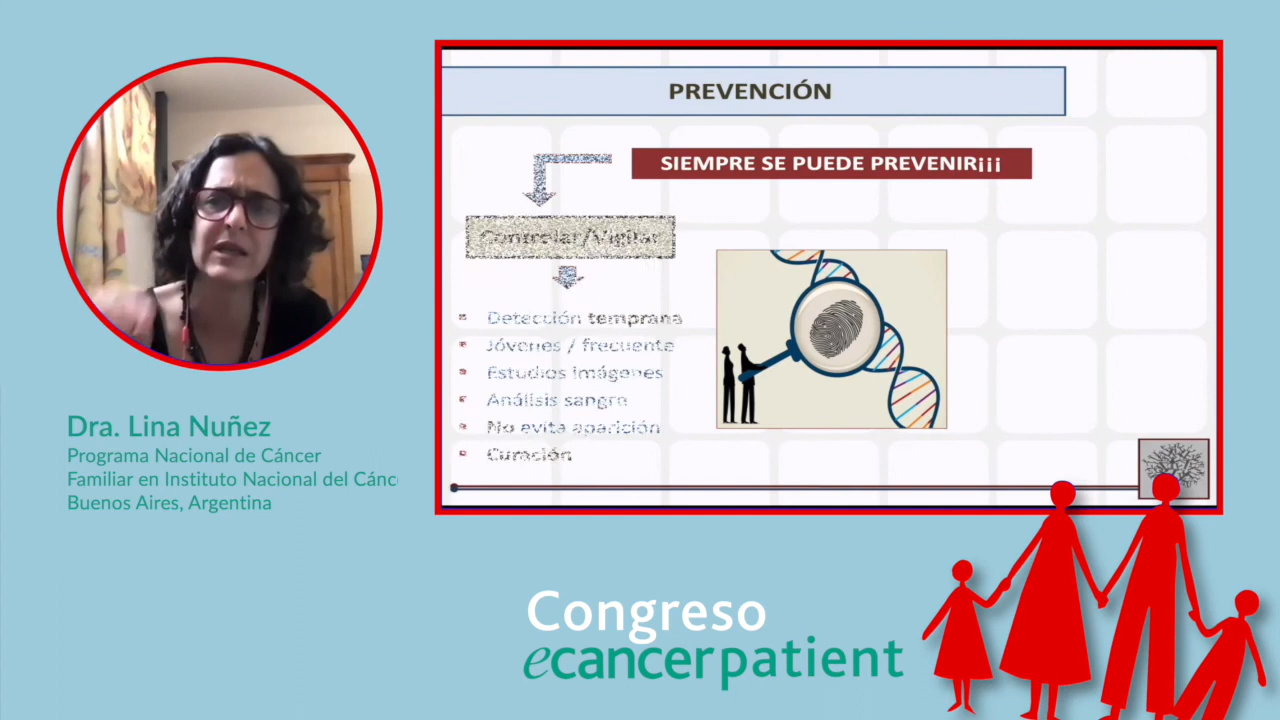 PREVENCIÓN
SIEMPRE SE PUEDE PREVENIR¡¡¡
Controlar/Vigilar
Detección temprana
Jóvenes / frecuente
Estudios imágenes
Análisis sangre
No evita aparición
Curación
Dra. Lina Nuñez
Programa Nacional de Cáncer
Familiar en Instituto Nacional del Cánc
Buenos Aires, Argentina
Congreso
ecancerpatient